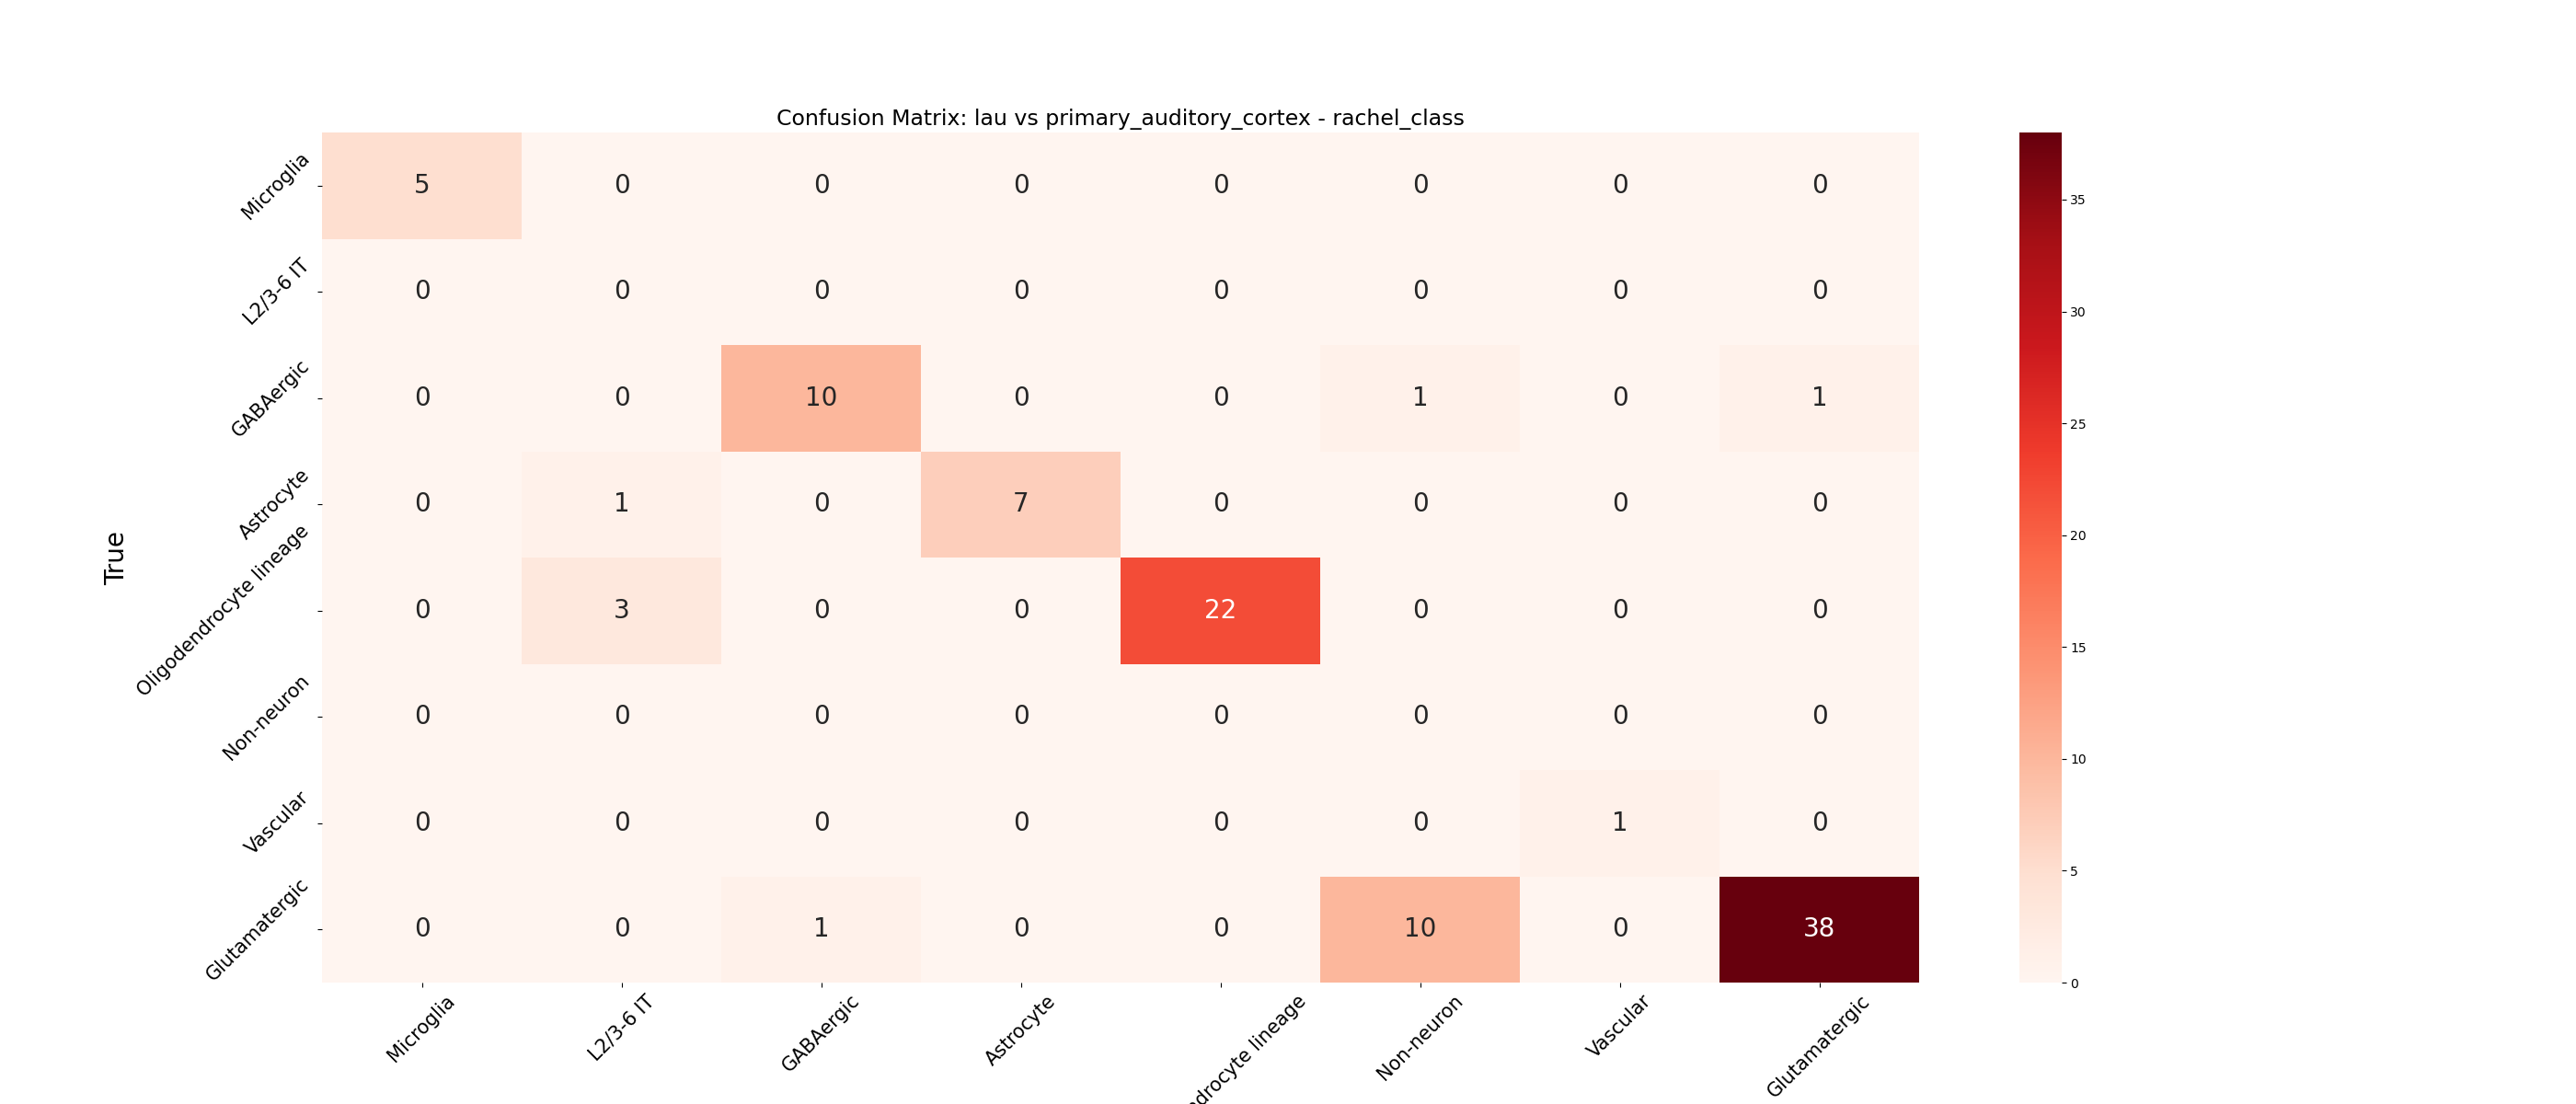 Confusion Matrix: lau vs primary_auditory_cortex - rachel_class
True
Microglia 5 0 0 0 0 0 0 0
L2/3-6 IT 0 0 0 0 0 0 0 0
GABAergic 0 0 10 0 0 1 0 1
Astrocyte 0 1 0 7 0 0 0 0
Oligodendrocyte lineage 0 3 0 0 22 0 0 0
Non-neuron 0 0 0 0 0 0 0 0
Vascular 0 0 0 0 0 0 1 0
Glutamatergic 0 0 1 0 0 10 0 38
Microglia L2/3-6 IT GABAergic Astrocyte lineage Non-neuron Vascular Glutamatergic
35
30
25
20
15
10
5
0